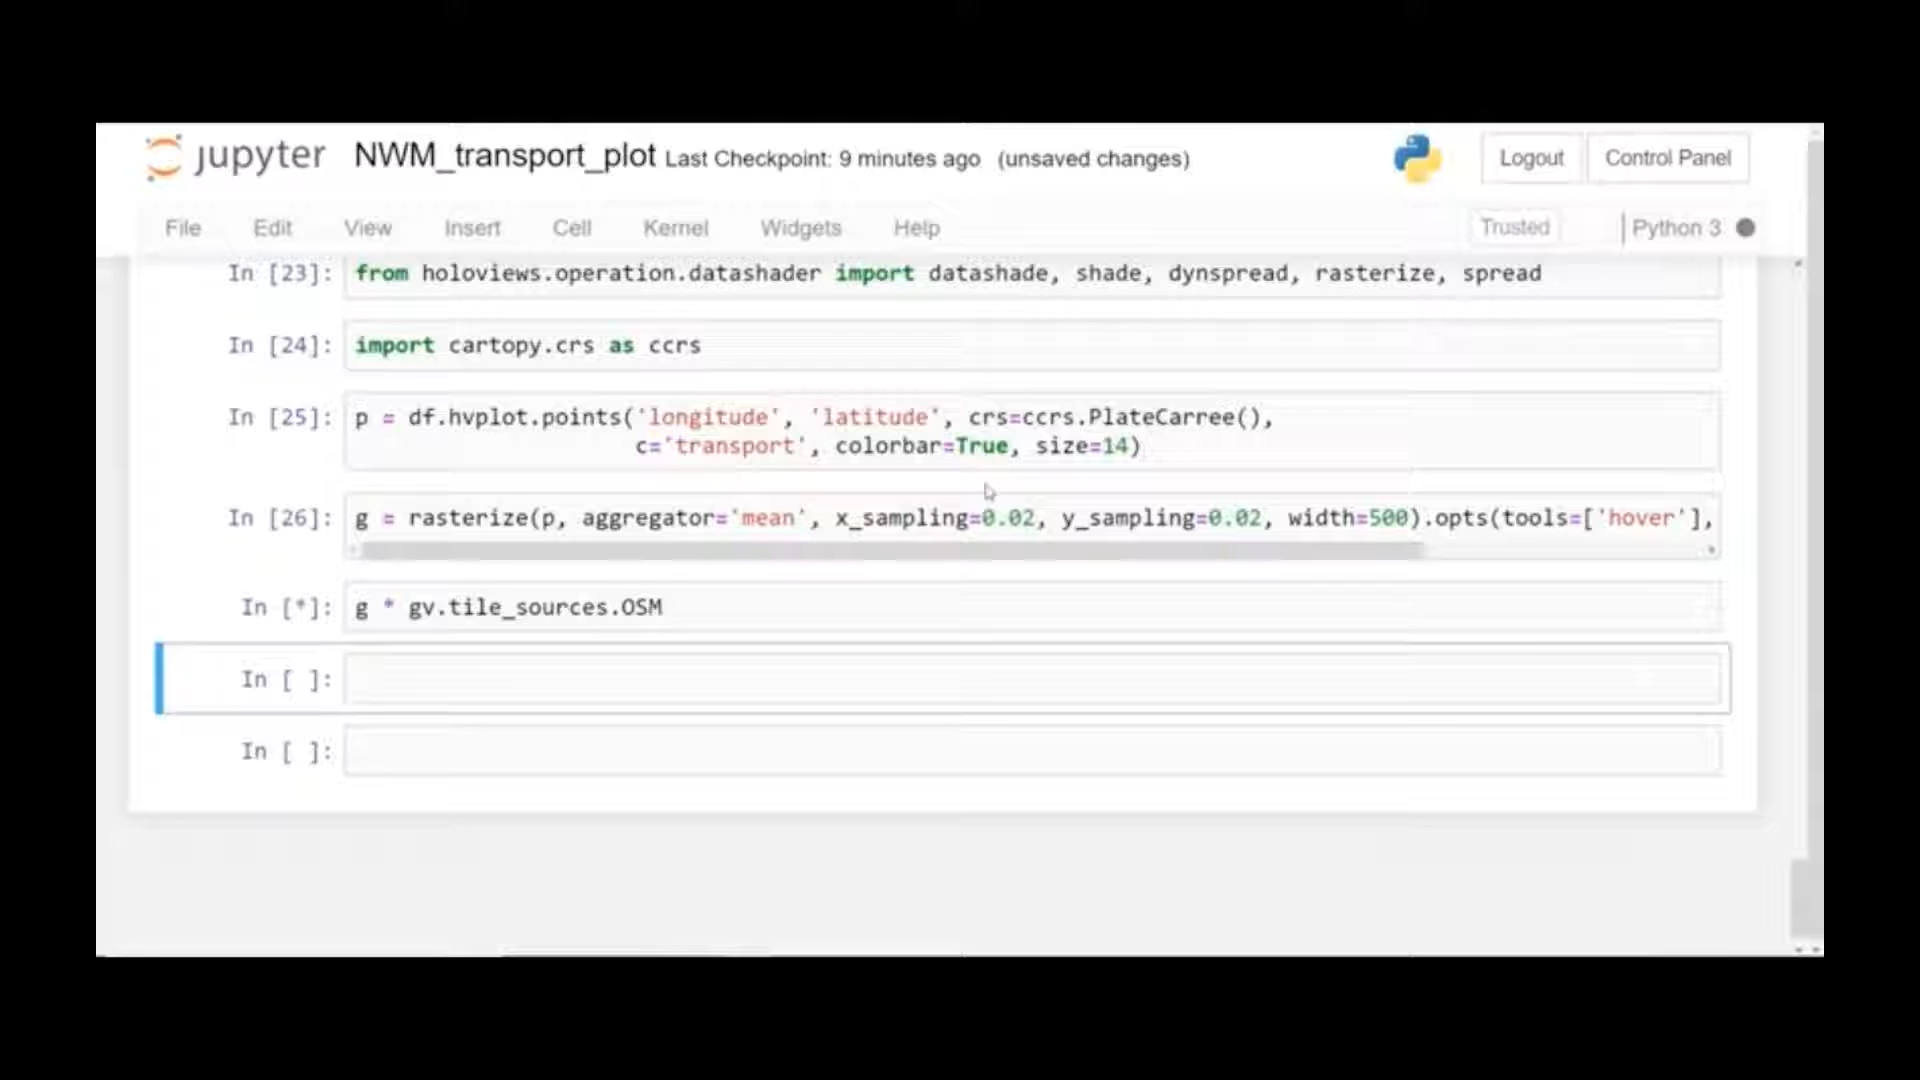 jupyter NWM_transport_plot Last Checkpoint: 9 minutes ago (unsaved changes) Logout Control Panel
File Edit View Insert Cell Kernel Widgets Help Trusted Python 3
In [23]: from holoviews.operation.datashader import datashade, shade, dynspread, rasterize, spread
In [24]: import cartopy.crs as ccrs
In [25]: p = df.hvplot.points('longitude', 'latitude', crs=ccrs.PlateCarree(),
c='transport', colorbar=True, size=14)
In [26]: g = rasterize(p, aggregator='mean', x_sampling=0.02, y_sampling=0.02, width=500).opts(tools=['hover'],
In [*]: g * gv.tile_sources.OSM
In [ ]:
In [ ]: